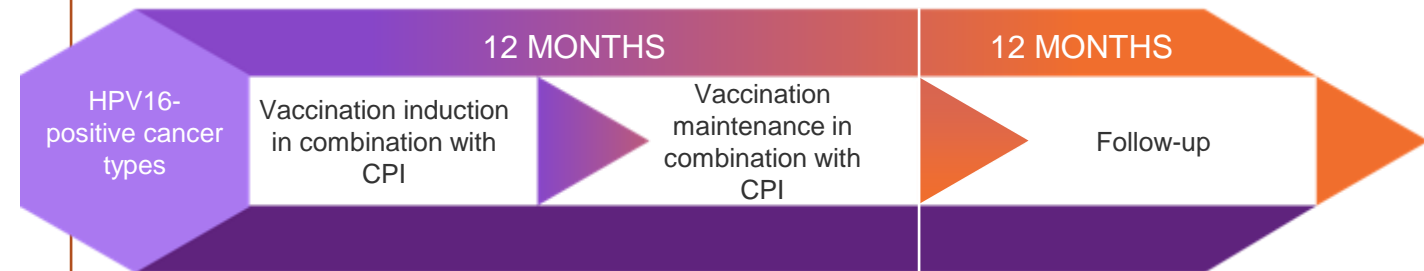 12 MONTHS
12 MONTHS
HPV16-
positive cancer
types
Vaccination induction
in combination with
CPI
Vaccination
maintenance in
combination with
CPI
Follow-up